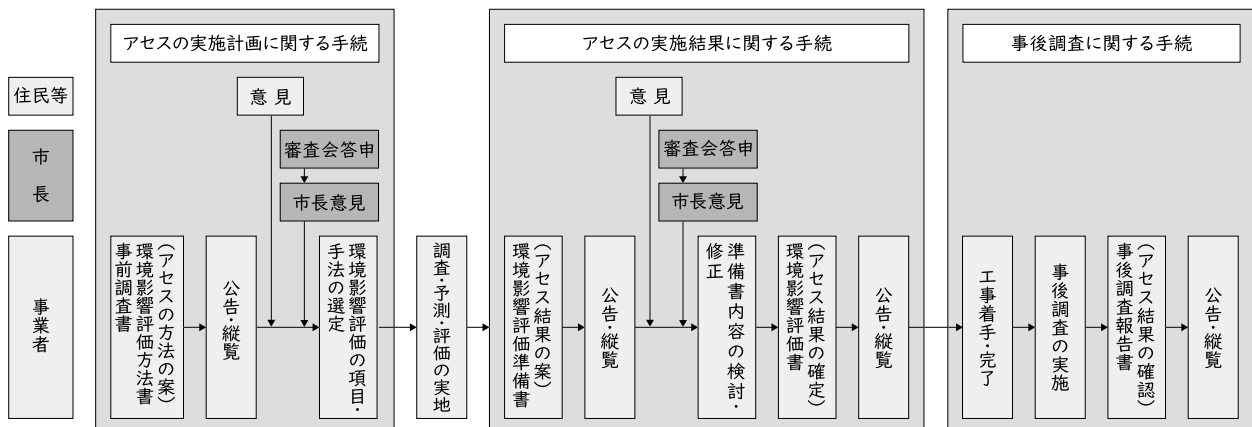 アセスの実施計画に関する手続
アセスの実施結果に関する手続
事後調査に関する手続
住民等
意見
意見
市長
審査会答申
審査会答申
市長意見
市長意見
事業者
(アセスの方法の案)
環境影響評価方法書
事前調査書
公告・縦覧
環境影響評価の項目・
手法の選定
調査・予測・評価の実地
(アセス結果の案)
環境影響評価準備書
公告・縦覧
準備書内容の検討・
修正
(アセス結果の確定)
環境影響評価書
公告・縦覧
工事着手・完了
事後調査の実施
(アセス結果の確認)
事後調査報告書
公告・縦覧